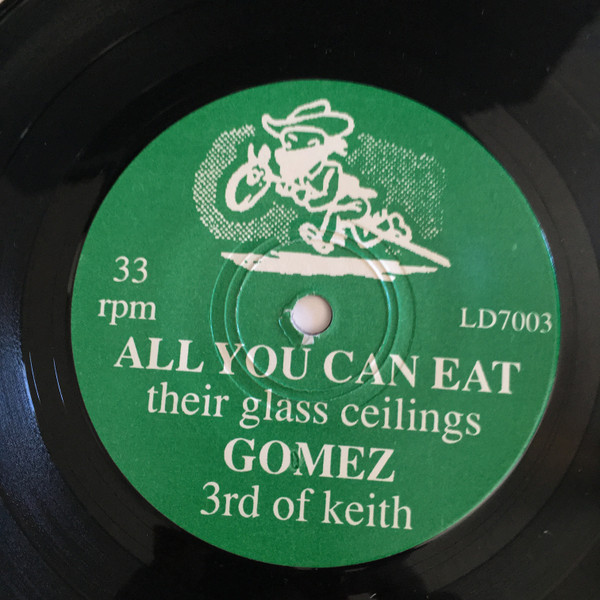 33
rpm
LD7003
ALL YOU CAN EAT
their glass ceilings
GOMEZ
3rd of keith